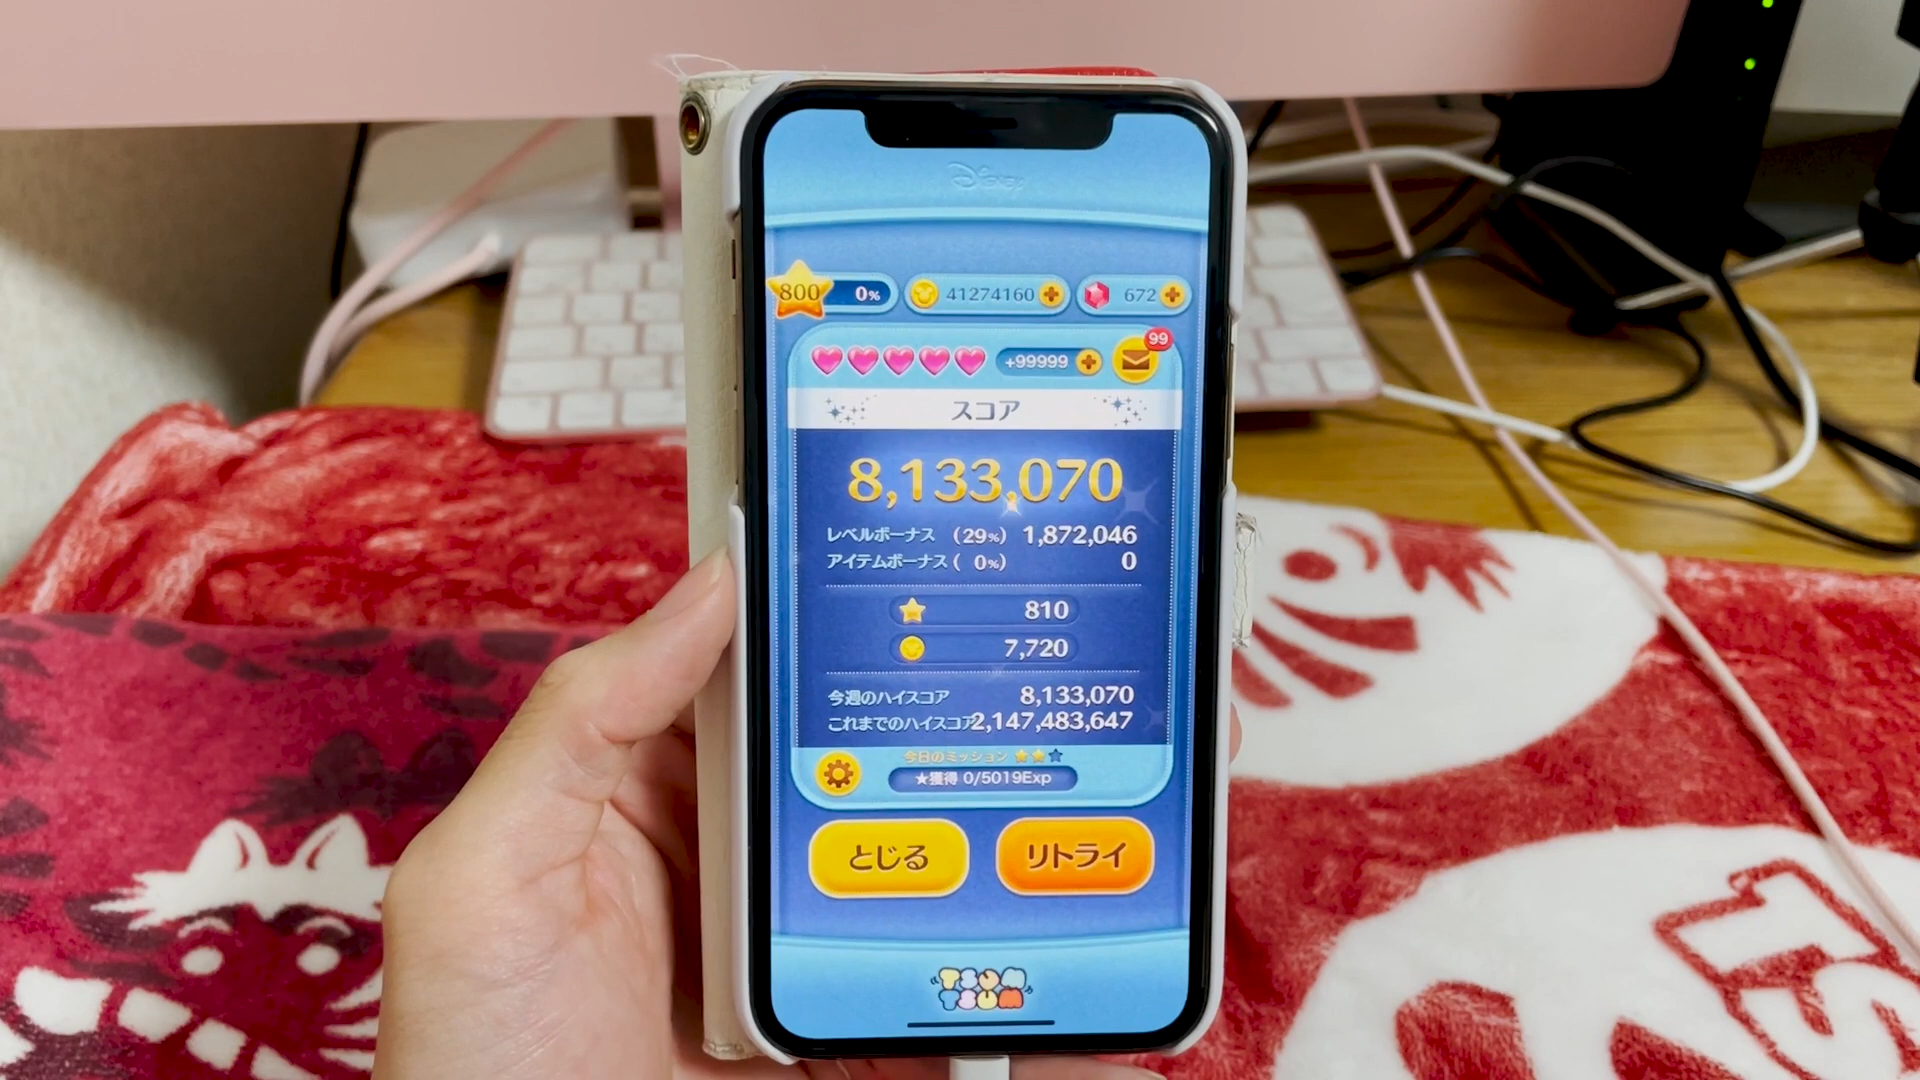 Disney
800 0% 41274160 672
+99999 99
スコア
8,133,070
レベルボーナス (29%) 1,872,046
アイテムボーナス ( 0%) 0
810
7,720
今週のハイスコア 8,133,070
これまでのハイスコア 2,147,483,647
今日のミッション
★獲得 0/5019Exp
とじる リトライ
TSUM
TSUM
TS